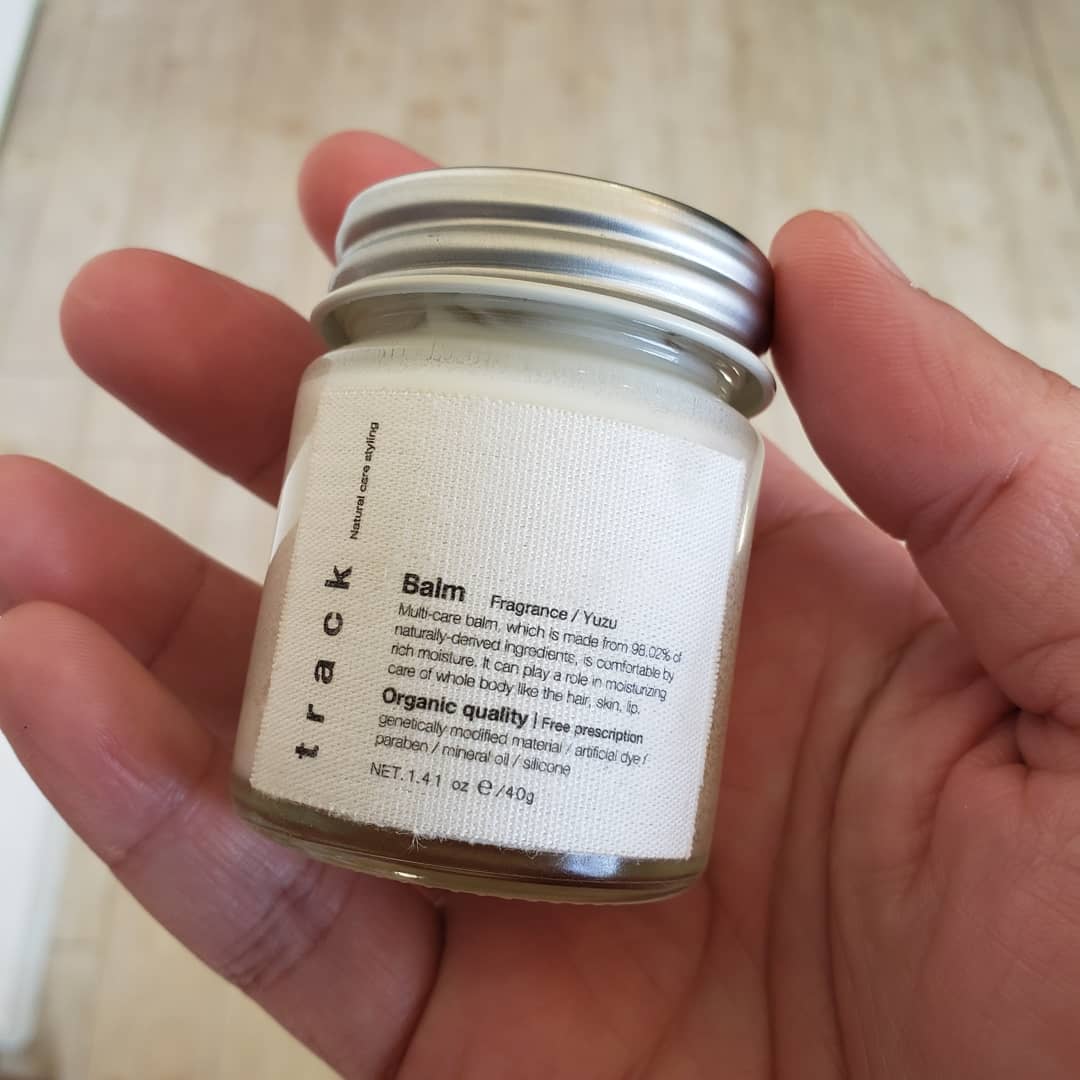 track Natural care styling
Balm Fragrance / Yuzu
Multi-care balm, which is made from 98.02% of
naturally-derived ingredients, is comfortable by
rich moisture. It can play a role in moisturizing
care of whole body like the hair, skin, lip.
Organic quality | Free prescription
genetically modified material / artificial dye /
paraben / mineral oil / silicone
NET.1.41 oz ℮/40g